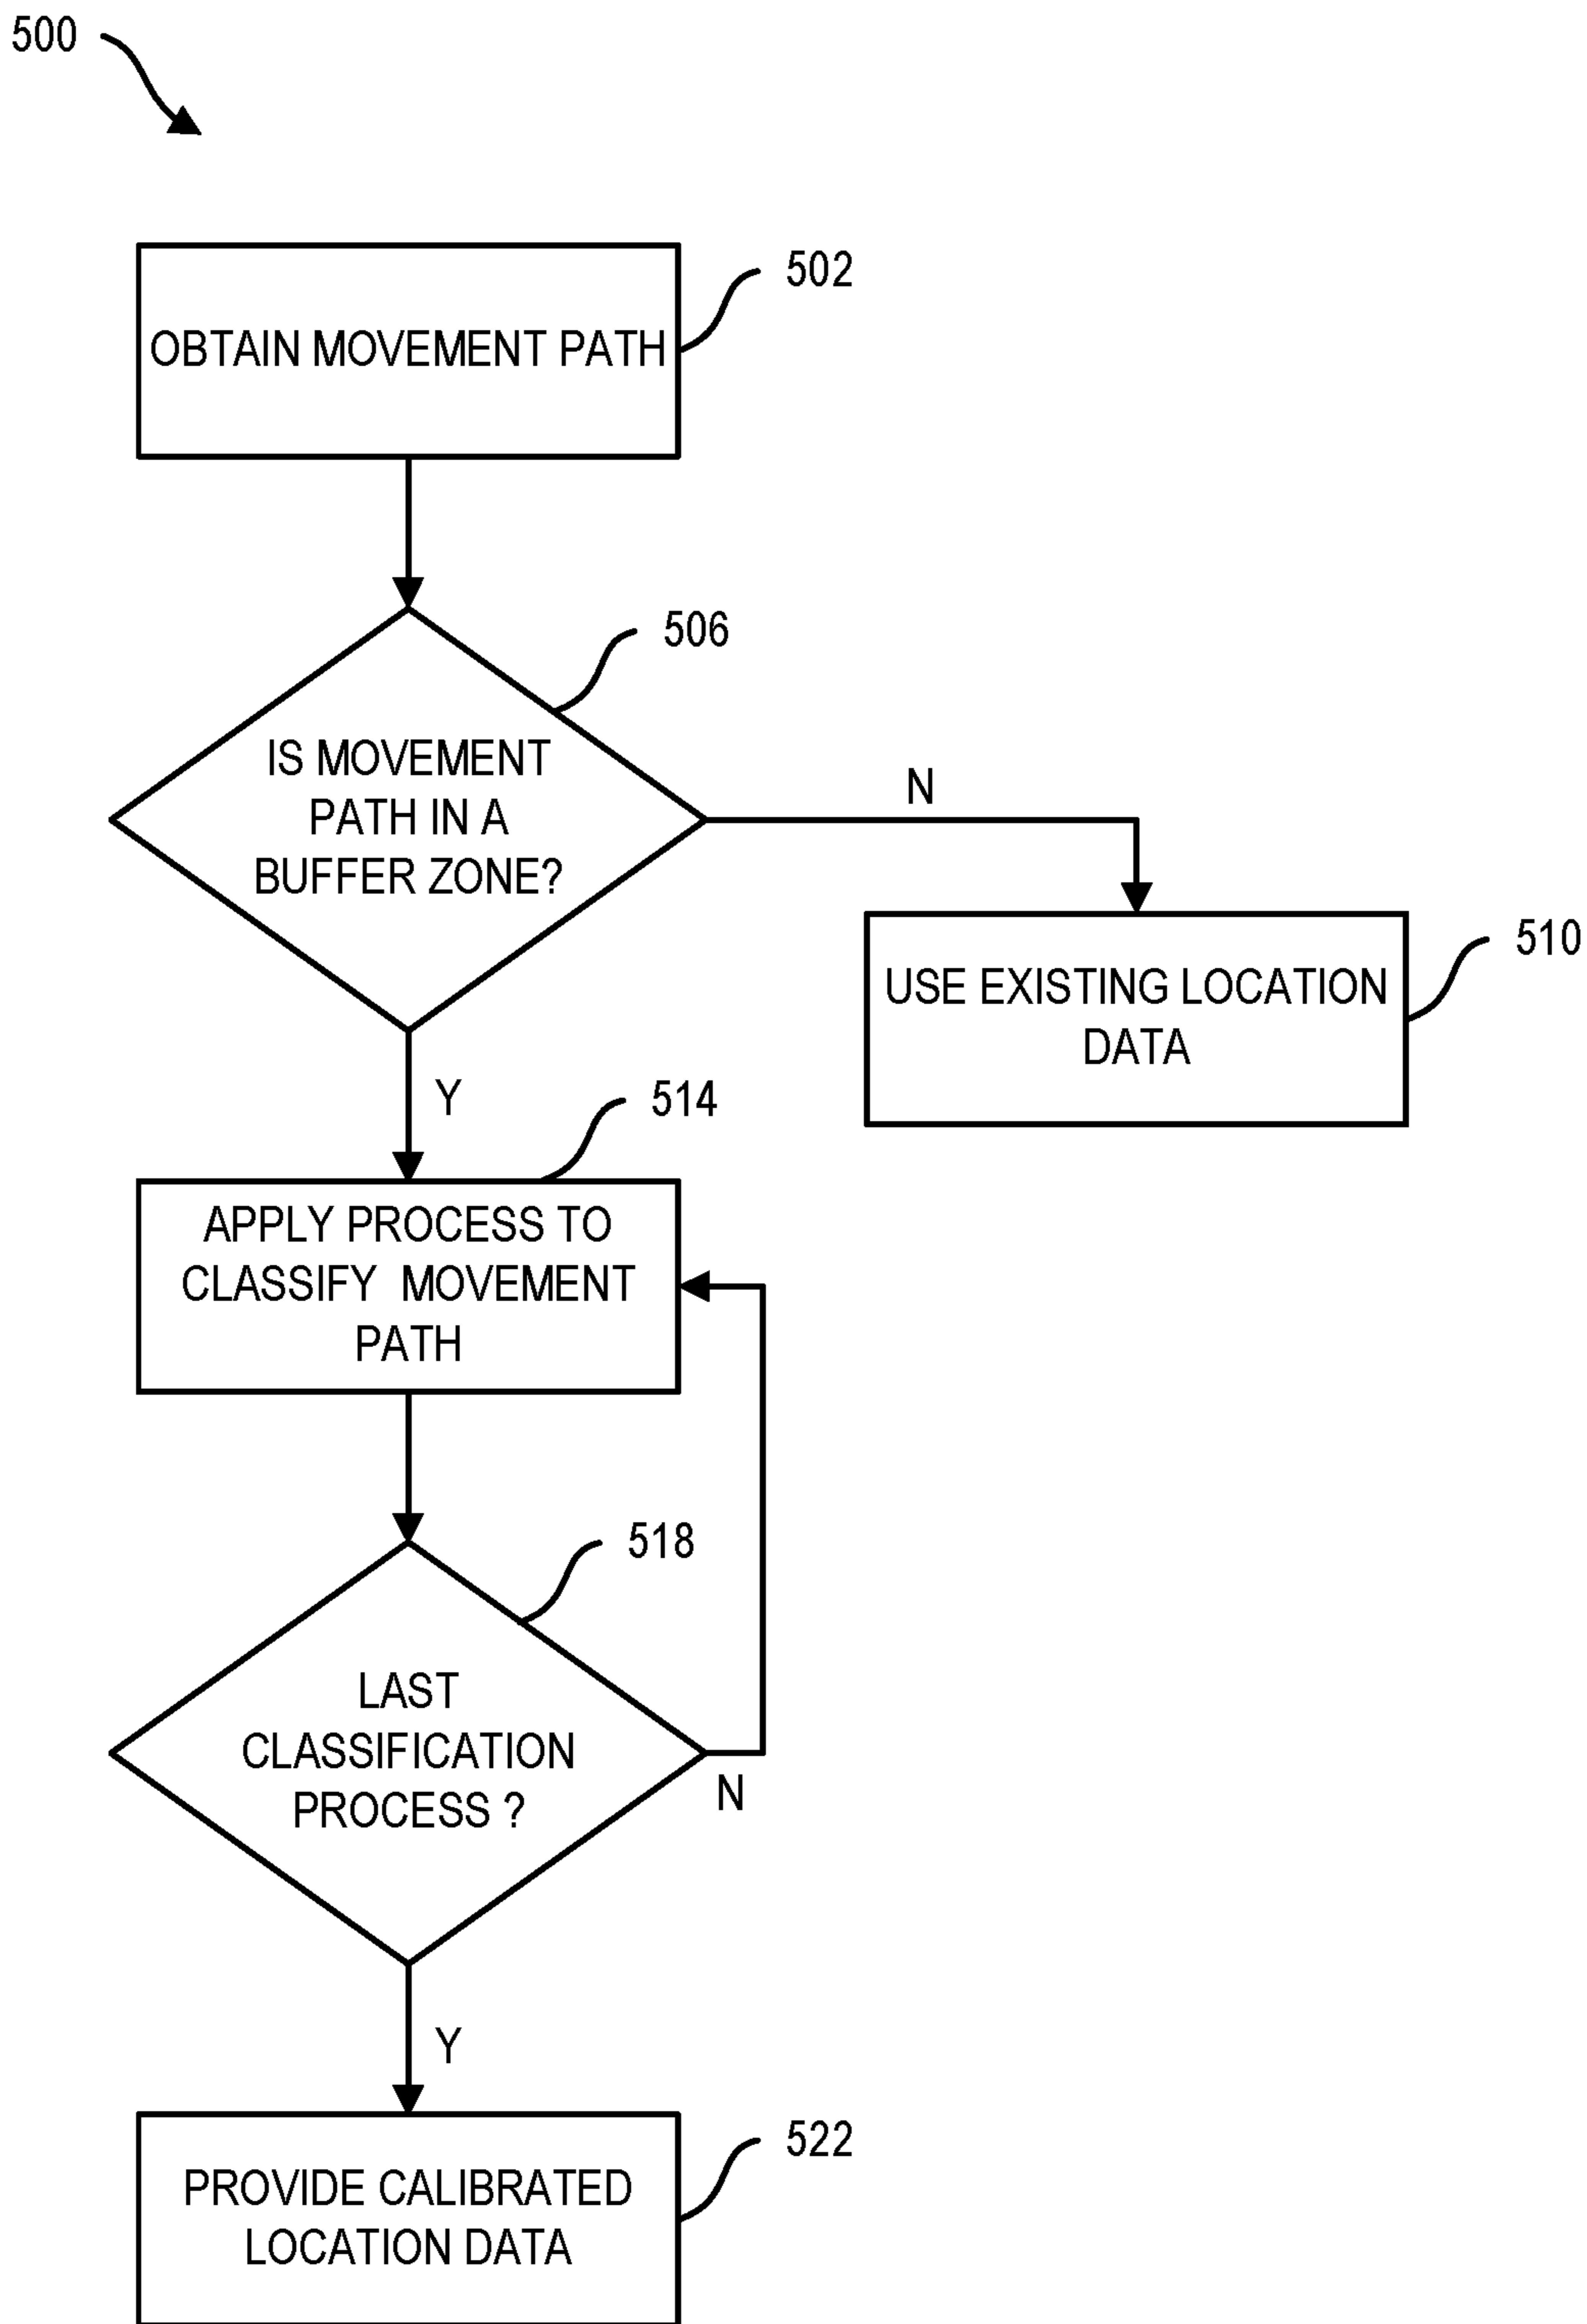 500
502
OBTAIN MOVEMENT PATH
506
IS MOVEMENT
PATH IN A
BUFFER ZONE?
N
510
USE EXISTING LOCATION
DATA
Y
514
APPLY PROCESS TO
CLASSIFY MOVEMENT
PATH
518
LAST
CLASSIFICATION
PROCESS ?
N
Y
522
PROVIDE CALIBRATED
LOCATION DATA